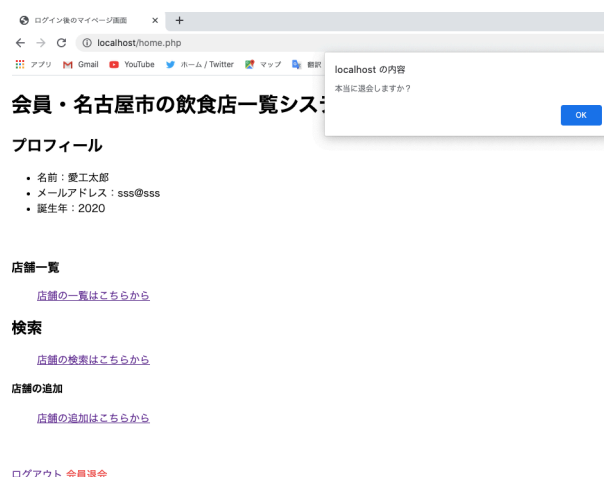 ログイン後のマイページ画面
localhost/home.php
アプリ Gmail YouTube ホーム / Twitter マップ 翻訳
localhost の内容
本当に退会しますか？
OK
会員・名古屋市の飲食店一覧シス
プロフィール
名前：愛工太郎
メールアドレス：sss@sss
誕生年：2020
店舗一覧
店舗の一覧はこちらから
検索
店舗の検索はこちらから
店舗の追加
店舗の追加はこちらから
ログアウト 会員退会